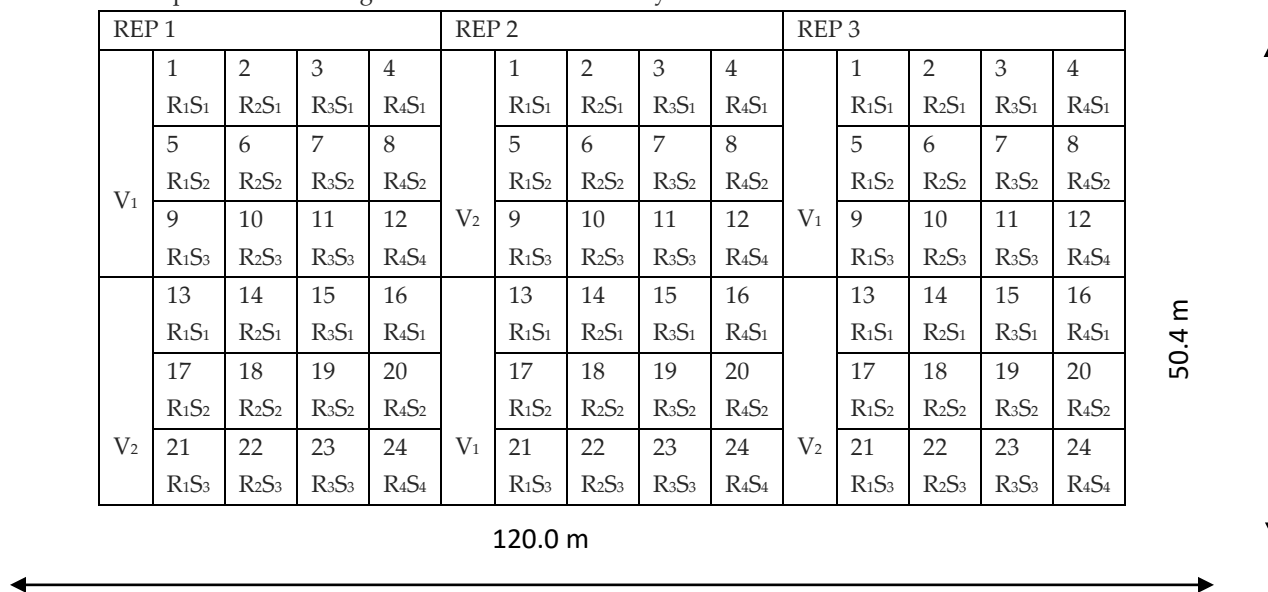 REP 1 REP 2 REP 3
1 2 3 4 1 2 3 4 1 2 3 4
R₁S₁ R₂S₁ R₃S₁ R₄S₁ R₁S₁ R₂S₁ R₃S₁ R₄S₁ R₁S₁ R₂S₁ R₃S₁ R₄S₁
5 6 7 8 5 6 7 8 5 6 7 8
R₁S₂ R₂S₂ R₃S₂ R₄S₂ R₁S₂ R₂S₂ R₃S₂ R₄S₂ R₁S₂ R₂S₂ R₃S₂ R₄S₂
V₁ 9 10 11 12 V₂ 9 10 11 12 V₁ 9 10 11 12
R₁S₃ R₂S₃ R₃S₃ R₄S₄ R₁S₃ R₂S₃ R₃S₃ R₄S₄ R₁S₃ R₂S₃ R₃S₃ R₄S₄
13 14 15 16 13 14 15 16 13 14 15 16
R₁S₁ R₂S₁ R₃S₁ R₄S₁ R₁S₁ R₂S₁ R₃S₁ R₄S₁ R₁S₁ R₂S₁ R₃S₁ R₄S₁
17 18 19 20 17 18 19 20 17 18 19 20
R₁S₂ R₂S₂ R₃S₂ R₄S₂ R₁S₂ R₂S₂ R₃S₂ R₄S₂ R₁S₂ R₂S₂ R₃S₂ R₄S₂
V₂ 21 22 23 24 V₁ 21 22 23 24 V₂ 21 22 23 24
R₁S₃ R₂S₃ R₃S₃ R₄S₄ R₁S₃ R₂S₃ R₃S₃ R₄S₄ R₁S₃ R₂S₃ R₃S₃ R₄S₄
50.4 m
120.0 m